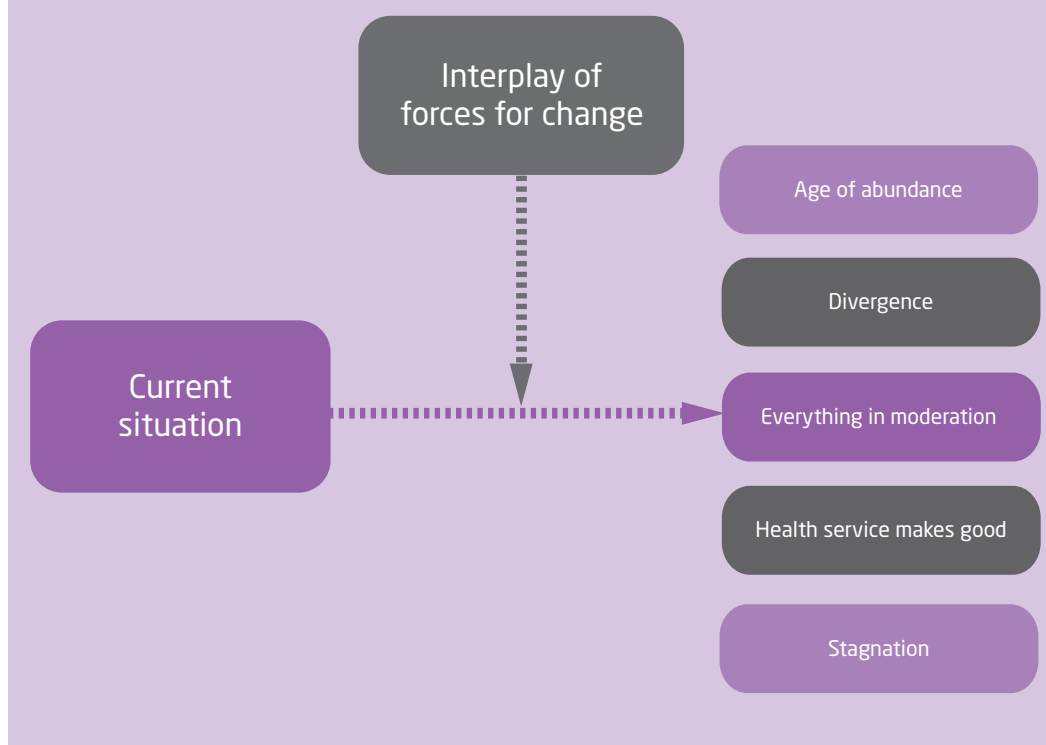 Interplay of
forces for change
Age of abundance
Divergence
Current
situation
Everything in moderation
Health service makes good
Stagnation